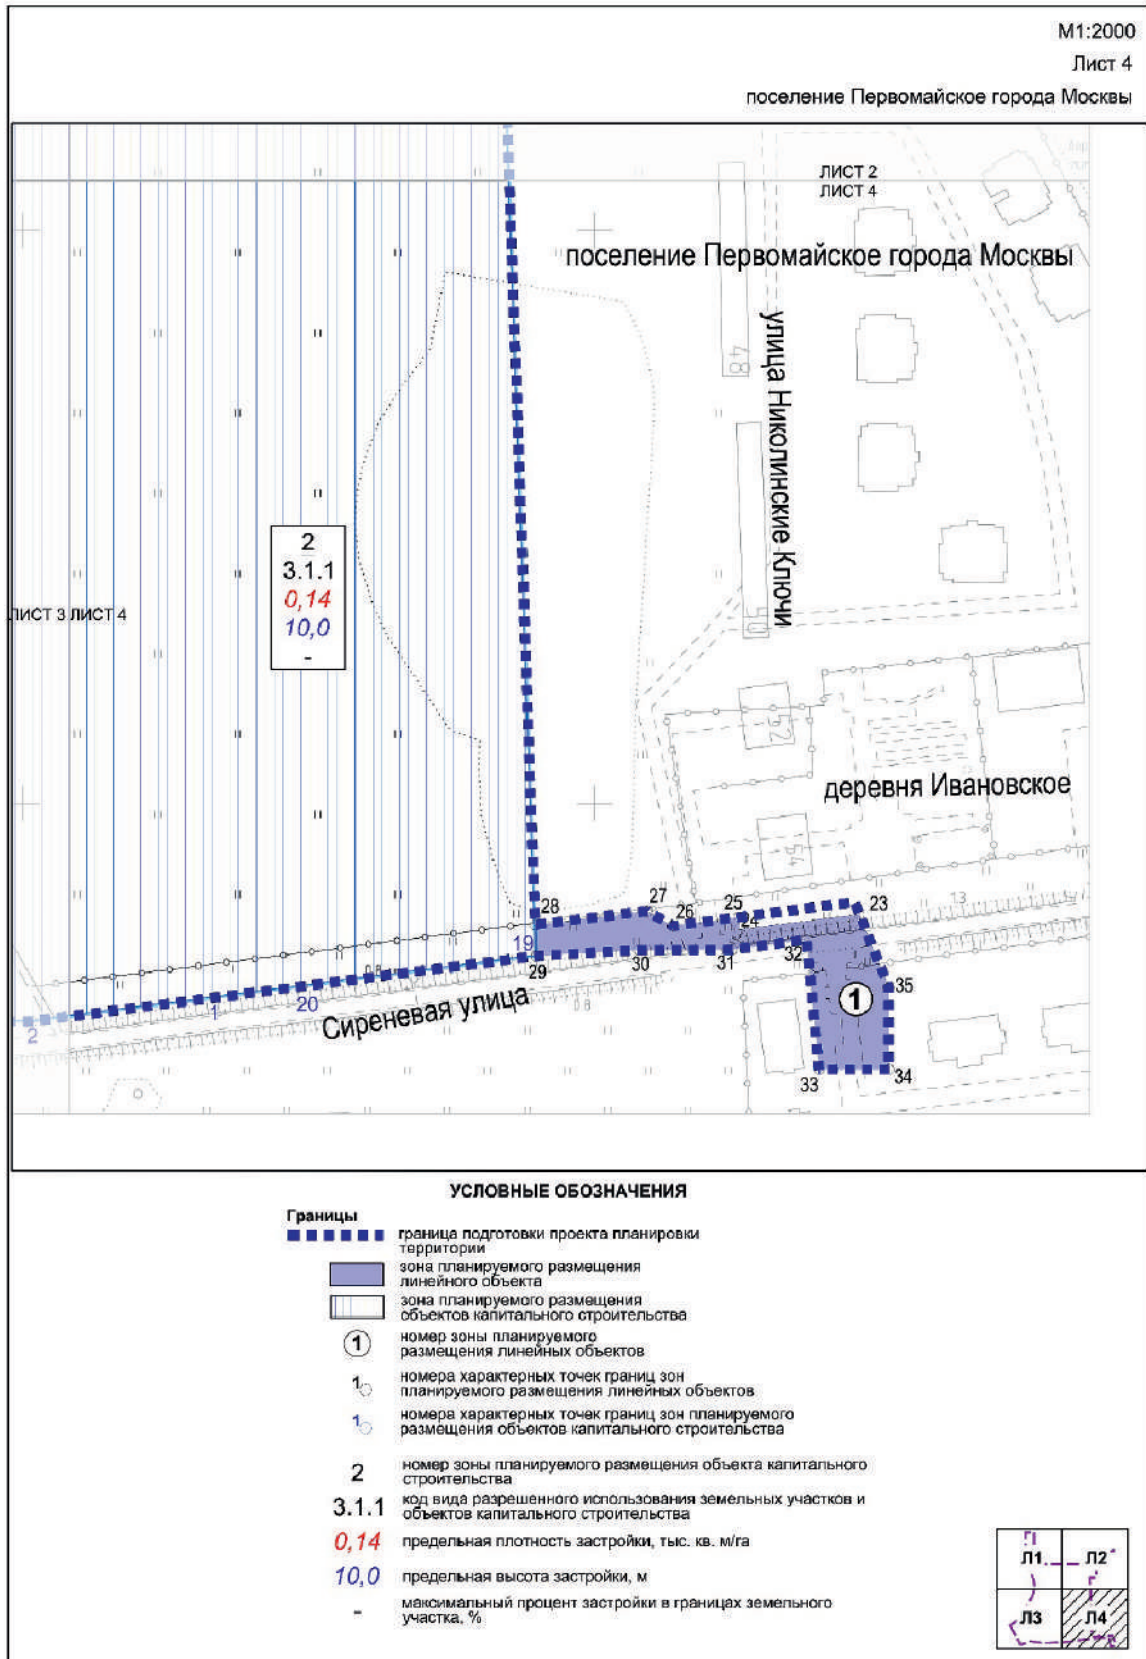 М1:2000
Лист 4
поселение Первомайское города Москвы
ЛИСТ 2
ЛИСТ 4
поселение Первомайское города Москвы
улица Николинские Ключи
48
50
2
3.1.1
0,14
10,0
-
ЛИСТ 3 ЛИСТ 4
52
деревня Ивановское
54
13
28
27
26
25
24
23
19
29
30
31
32
35
20
1
2
Сиреневая улица
1
33
34
УСЛОВНЫЕ ОБОЗНАЧЕНИЯ
Границы
граница подготовки проекта планировки
территории
зона планируемого размещения
линейного объекта
зона планируемого размещения
объектов капитального строительства
1
номер зоны планируемого
размещения линейных объектов
1
номера характерных точек границ зон
планируемого размещения линейных объектов
1
номера характерных точек границ зон планируемого
размещения объектов капитального строительства
2
номер зоны планируемого размещения объекта капитального
строительства
3.1.1
код вида разрешенного использования земельных участков и
объектов капитального строительства
0,14 предельная плотность застройки, тыс. кв. м/га
10,0 предельная высота застройки, м
-
максимальный процент застройки в границах земельного
участка, %
Л1 Л2
Л3 Л4